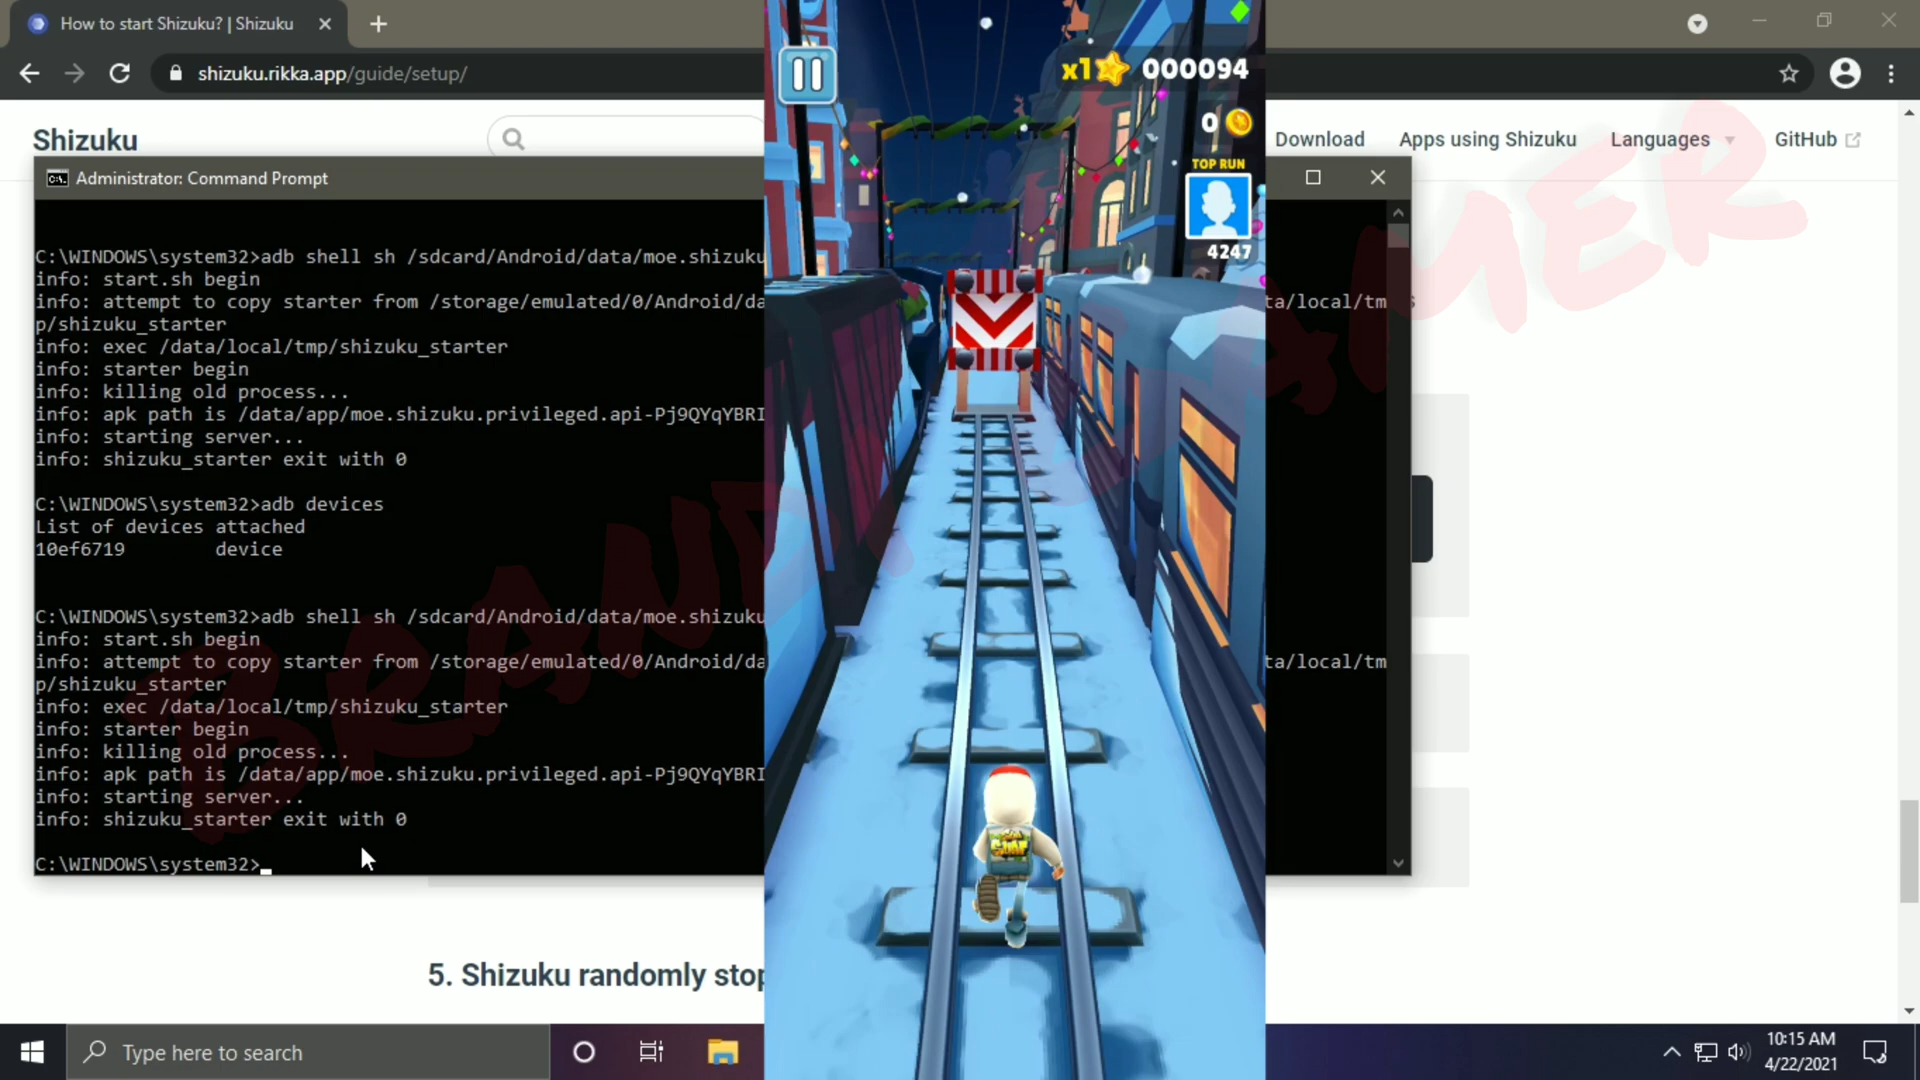 How to start Shizuku? | Shizuku
shizuku.rikka.app/guide/setup/
Shizuku
Download
Apps using Shizuku
Languages
GitHub
Administrator: Command Prompt
C:\WINDOWS\system32>adb shell sh /sdcard/Android/data/moe.shizuku
info: start.sh begin
info: attempt to copy starter from /storage/emulated/0/Android/da ta/local/tm
p/shizuku_starter
info: exec /data/local/tmp/shizuku_starter
info: starter begin
info: killing old process...
info: apk path is /data/app/moe.shizuku.privileged.api-Pj9QYqYBRI
info: starting server...
info: shizuku_starter exit with 0
C:\WINDOWS\system32>adb devices
List of devices attached
10ef6719 device
C:\WINDOWS\system32>adb shell sh /sdcard/Android/data/moe.shizuku
info: start.sh begin
info: attempt to copy starter from /storage/emulated/0/Android/da ta/local/tm
p/shizuku_starter
info: exec /data/local/tmp/shizuku_starter
info: starter begin
info: killing old process...
info: apk path is /data/app/moe.shizuku.privileged.api-Pj9QYqYBRI
info: starting server...
info: shizuku_starter exit with 0
C:\WINDOWS\system32>
x1 000094
0
TOP RUN
4247
5. Shizuku randomly stop
Type here to search
10:15 AM
4/22/2021